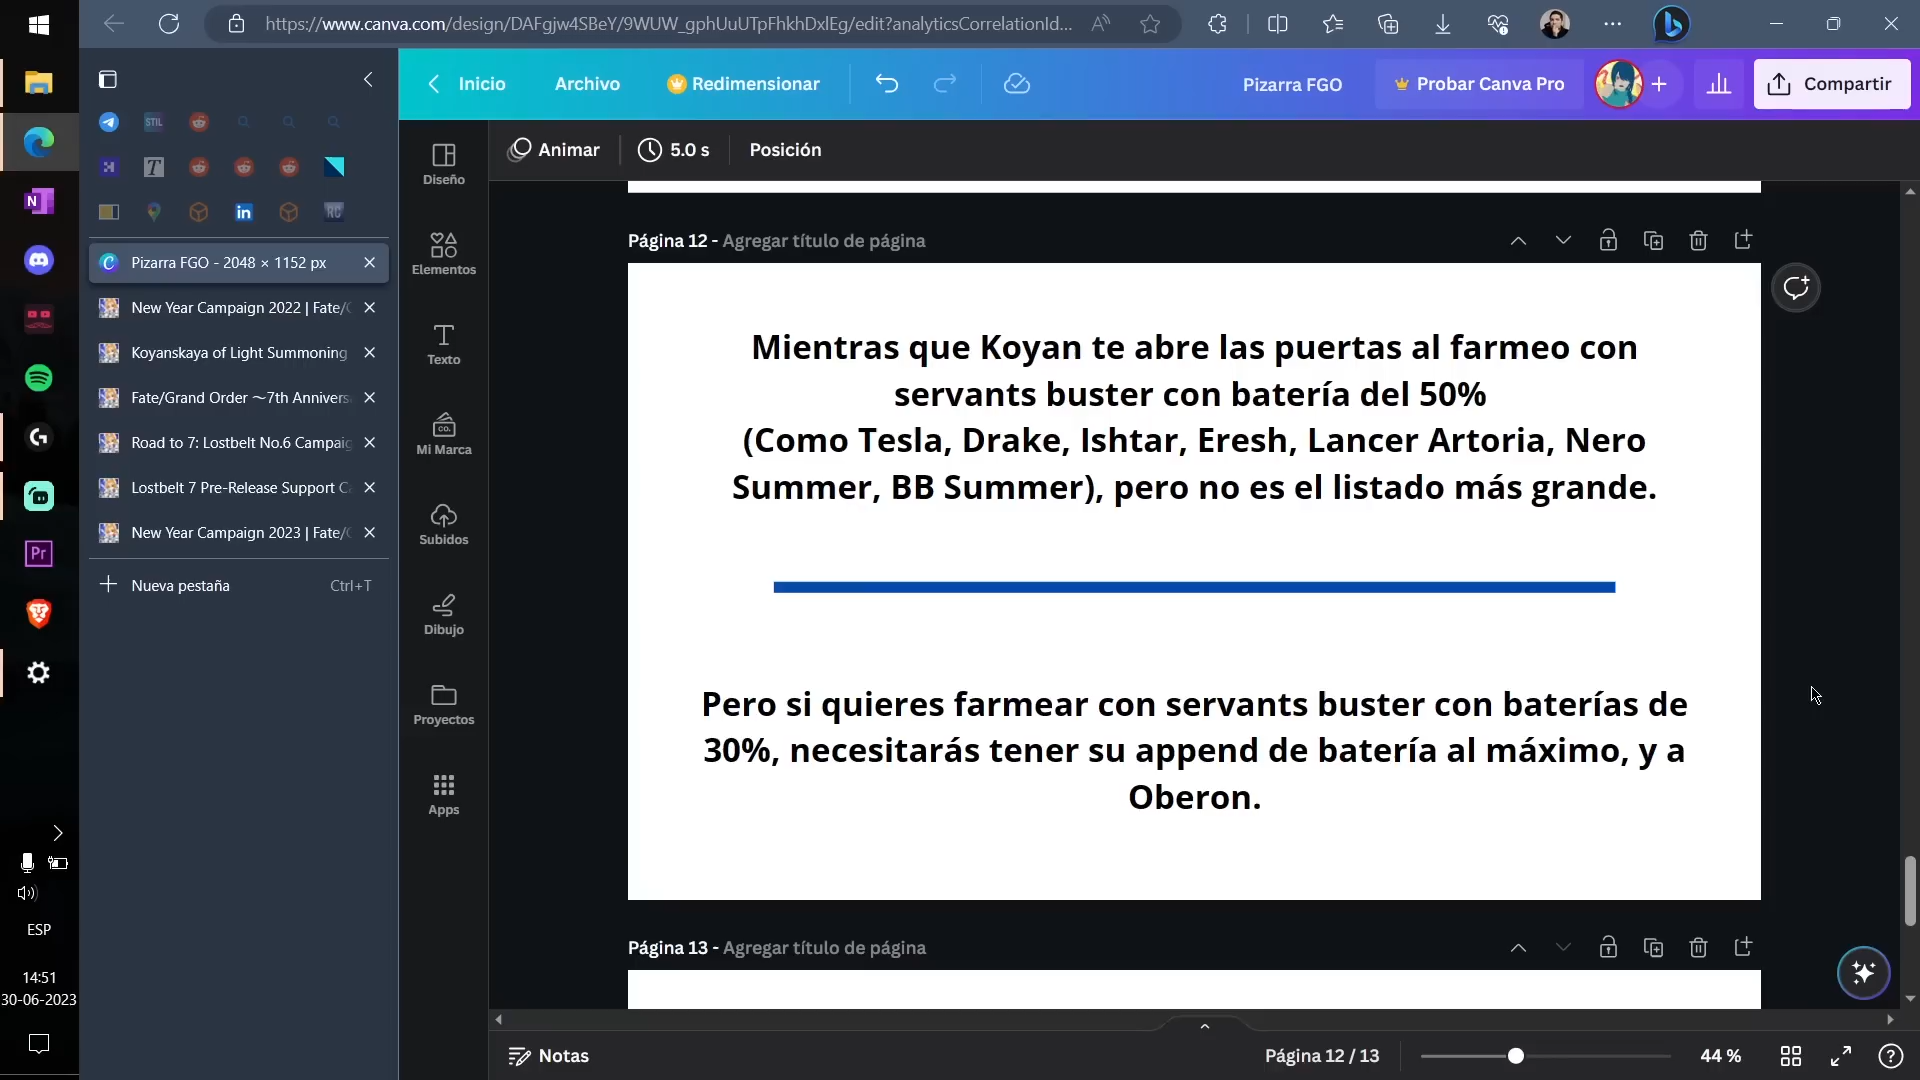 https://www.canva.com/design/DAFgjw4SBeY/9WUW_gphUuUTpFhkhDxlEg/edit?analyticsCorrelationId...
Inicio
Archivo
Redimensionar
Pizarra FGO
Probar Canva Pro
Compartir
STIL
RC
Pizarra FGO - 2048 × 1152 px
New Year Campaign 2022 | Fate/G
Koyanskaya of Light Summoning
Fate/Grand Order ～7th Annivers
Road to 7: Lostbelt No.6 Campaig
Lostbelt 7 Pre-Release Support Ca
New Year Campaign 2023 | Fate/G
Nueva pestaña
Ctrl+T
Diseño
Elementos
Texto
Mi Marca
Subidos
Dibujo
Proyectos
Apps
Animar
5.0 s
Posición
Página 12 - Agregar título de página
Mientras que Koyan te abre las puertas al farmeo con
servants buster con batería del 50%
(Como Tesla, Drake, Ishtar, Eresh, Lancer Artoria, Nero
Summer, BB Summer), pero no es el listado más grande.
Pero si quieres farmear con servants buster con baterías de
30%, necesitarás tener su append de batería al máximo, y a
Oberon.
Página 13 - Agregar título de página
Notas
Página 12 / 13
44 %
ESP
14:51
30-06-2023